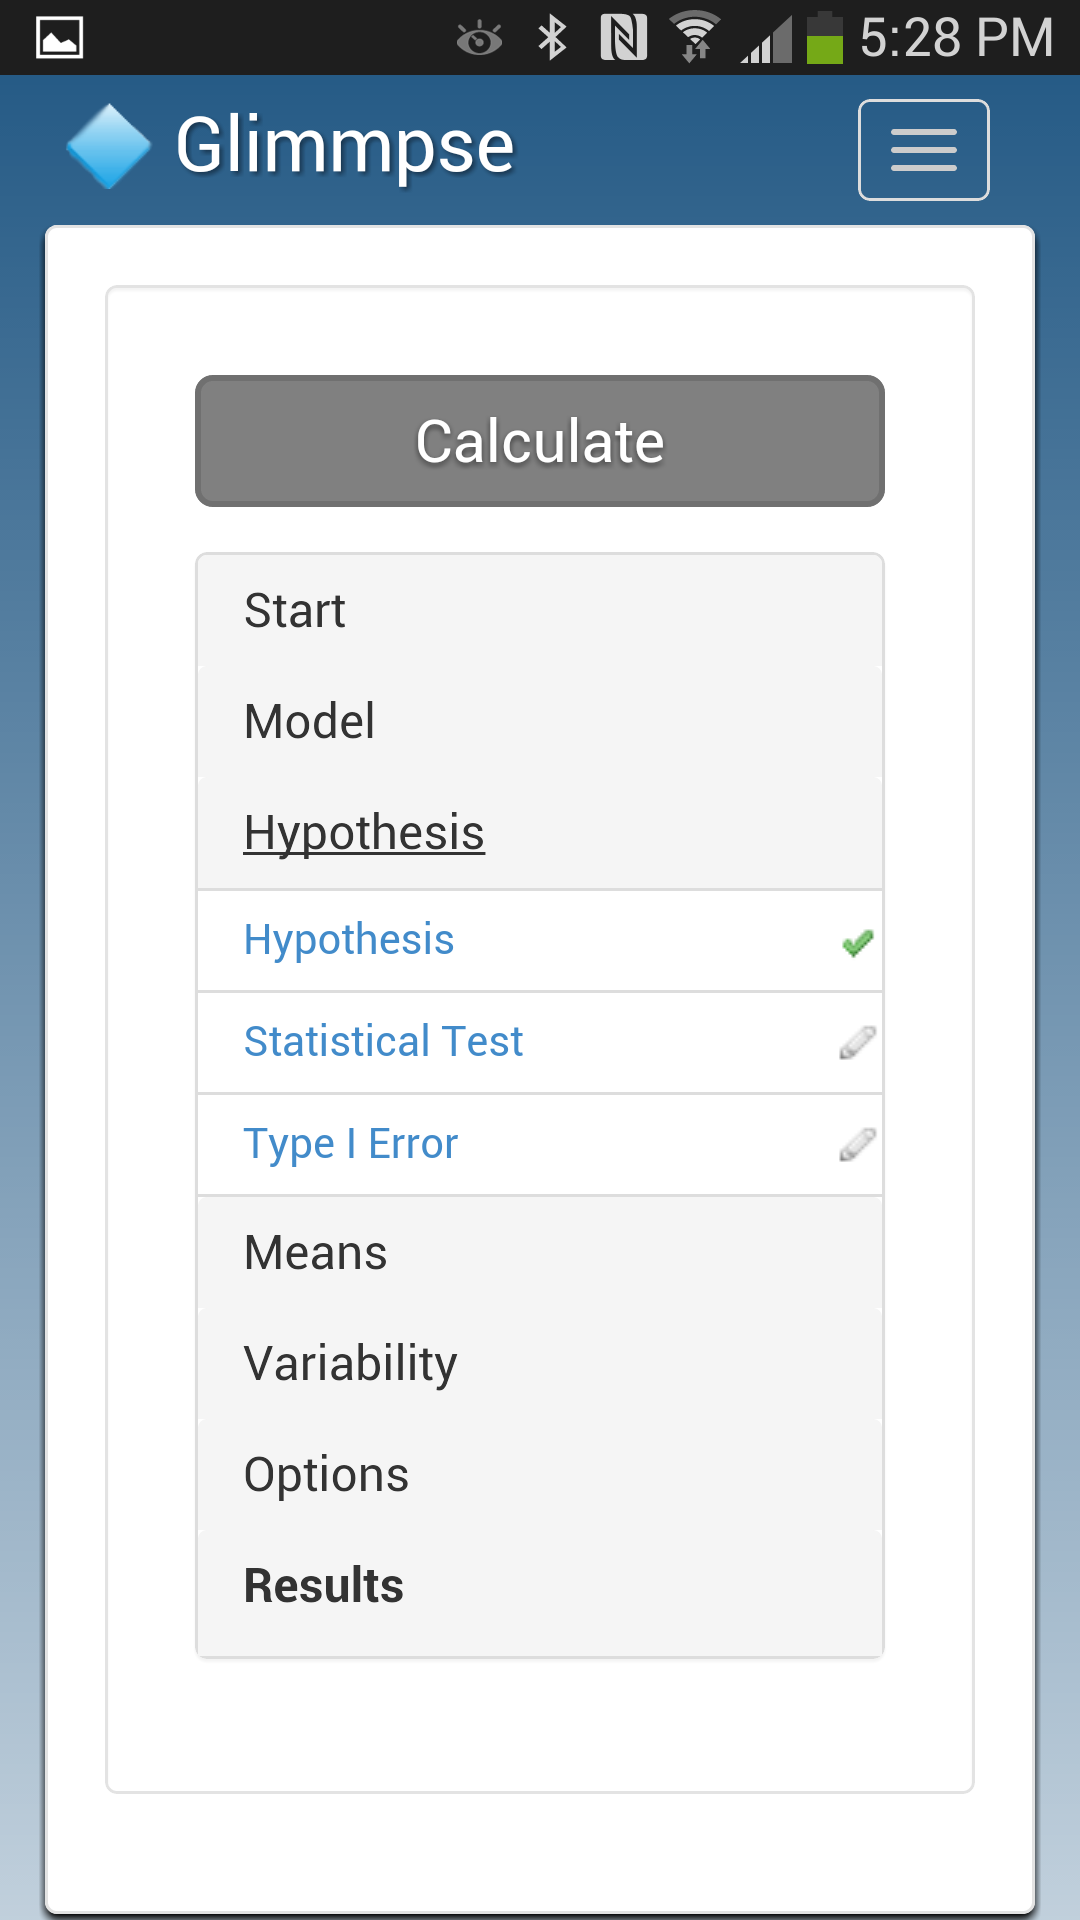 5:28 PM
Glimmpse
Calculate
Start
Model
Hypothesis
Hypothesis
Statistical Test
Type I Error
Means
Variability
Options
Results